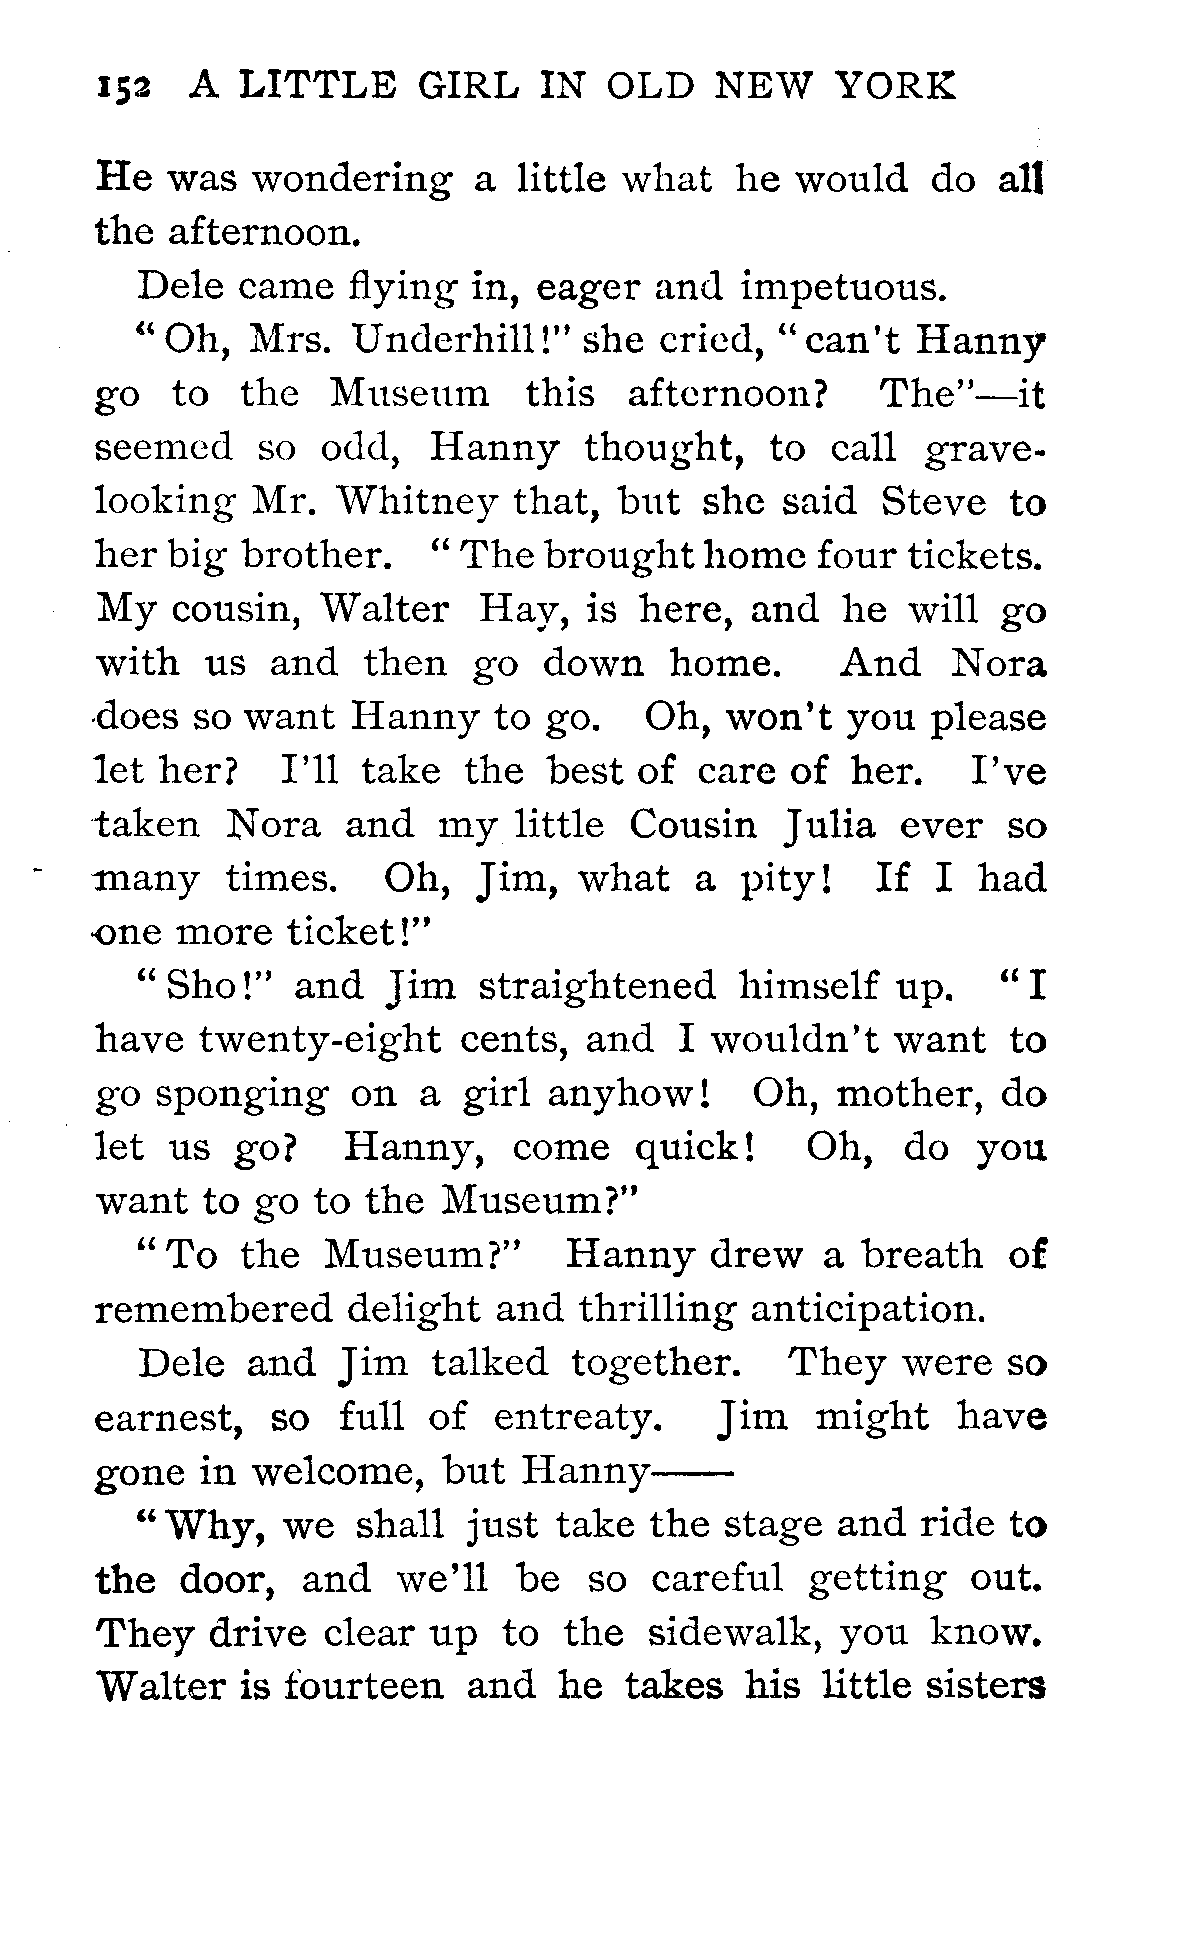 152 A LITTLE GIRL IN OLD NEW YORK
He was wondering a little what he would do all
the afternoon.
Dele came flying in, eager and impetuous.
“Oh, Mrs. Underhill!” she cried, “can’t Hanny
go to the Museum this afternoon? The”—it
seemed so odd, Hanny thought, to call grave-
looking Mr. Whitney that, but she said Steve to
her big brother. “The brought home four tickets.
My cousin, Walter Hay, is here, and he will go
with us and then go down home. And Nora
does so want Hanny to go. Oh, won’t you please
let her? I’ll take the best of care of her. I’ve
taken Nora and my little Cousin Julia ever so
many times. Oh, Jim, what a pity! If I had
one more ticket!”
“Sho!” and Jim straightened himself up. “I
have twenty-eight cents, and I wouldn’t want to
go sponging on a girl anyhow! Oh, mother, do
let us go? Hanny, come quick! Oh, do you
want to go to the Museum?”
“To the Museum?” Hanny drew a breath of
remembered delight and thrilling anticipation.
Dele and Jim talked together. They were so
earnest, so full of entreaty. Jim might have
gone in welcome, but Hanny——
“Why, we shall just take the stage and ride to
the door, and we’ll be so careful getting out.
They drive clear up to the sidewalk, you know.
Walter is fourteen and he takes his little sisters